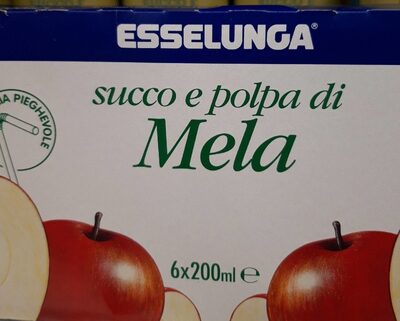 ESSELUNGA®
succo e polpa di
Mela
PIEGHEVOLE
6x200ml e